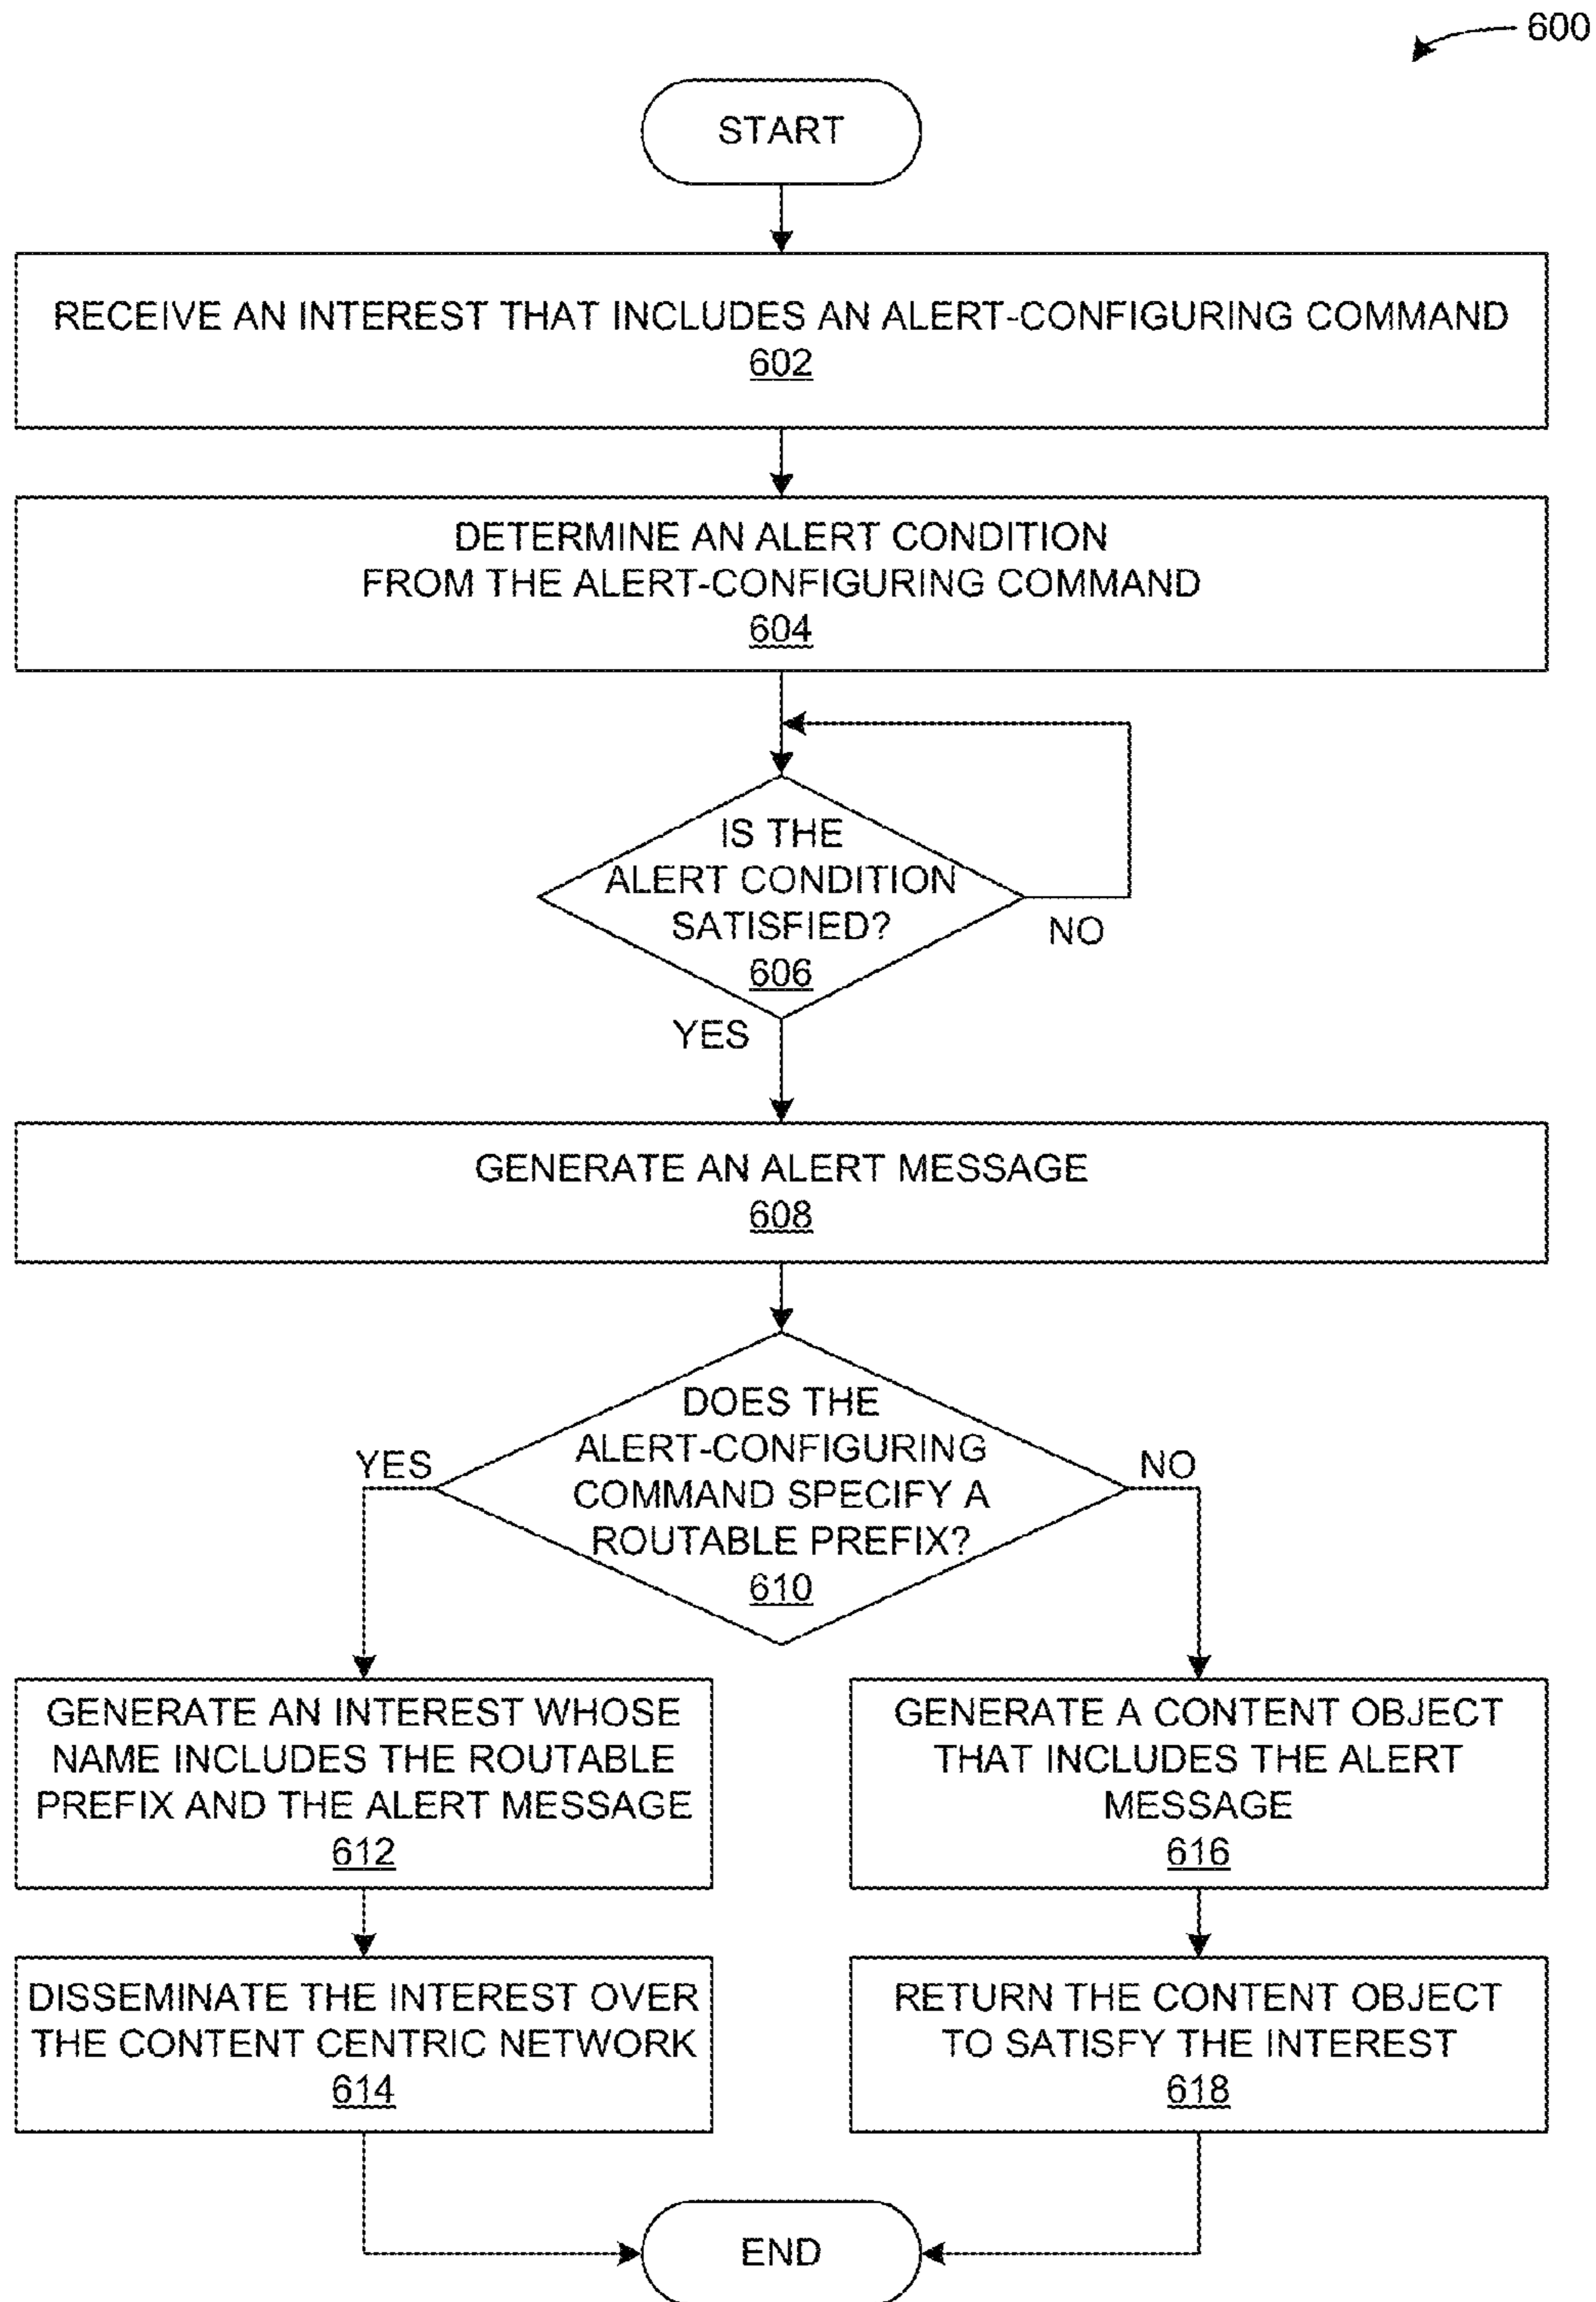 600
START
RECEIVE AN INTEREST THAT INCLUDES AN ALERT-CONFIGURING COMMAND
602
DETERMINE AN ALERT CONDITION
FROM THE ALERT-CONFIGURING COMMAND
604
IS THE
ALERT CONDITION
SATISFIED?
606
NO
YES
GENERATE AN ALERT MESSAGE
608
DOES THE
ALERT-CONFIGURING
COMMAND SPECIFY A
ROUTABLE PREFIX?
610
YES
NO
GENERATE AN INTEREST WHOSE
NAME INCLUDES THE ROUTABLE
PREFIX AND THE ALERT MESSAGE
612
GENERATE A CONTENT OBJECT
THAT INCLUDES THE ALERT
MESSAGE
616
DISSEMINATE THE INTEREST OVER
THE CONTENT CENTRIC NETWORK
614
RETURN THE CONTENT OBJECT
TO SATISFY THE INTEREST
618
END